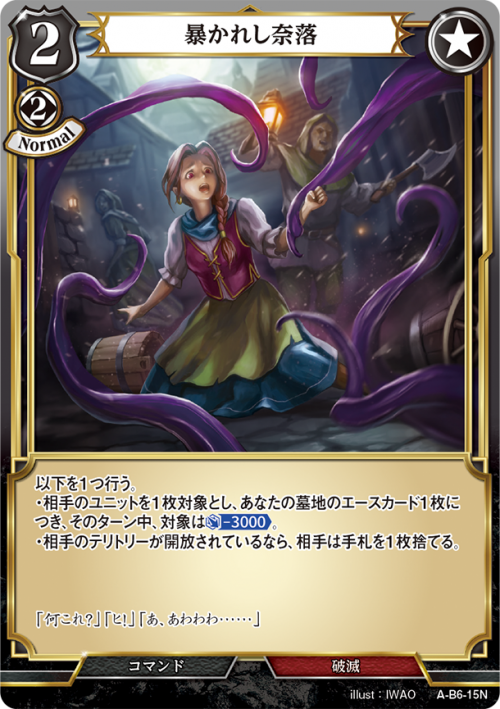 2
暴かれし奈落
2
Normal
以下を1つ行う。
・相手のユニットを1枚対象とし、あなたの墓地のエースカード1枚に
つき、そのターン中、対象は-3000。
・相手のテリトリーが開放されているなら、相手は手札を1枚捨てる。
「何これ?」「ヒ!」「あ、あわわわ……」
コマンド
破滅
illust：IWAO
A-B6-15N